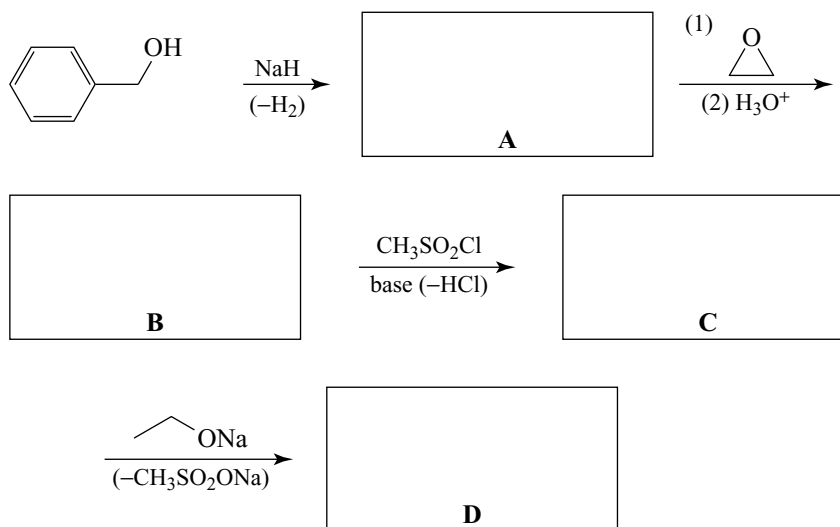 OH
NaH
(−H₂)
A
(1)
O
(2) H₃O⁺
B
CH₃SO₂Cl
base (−HCl)
C
ONa
(−CH₃SO₂ONa)
D